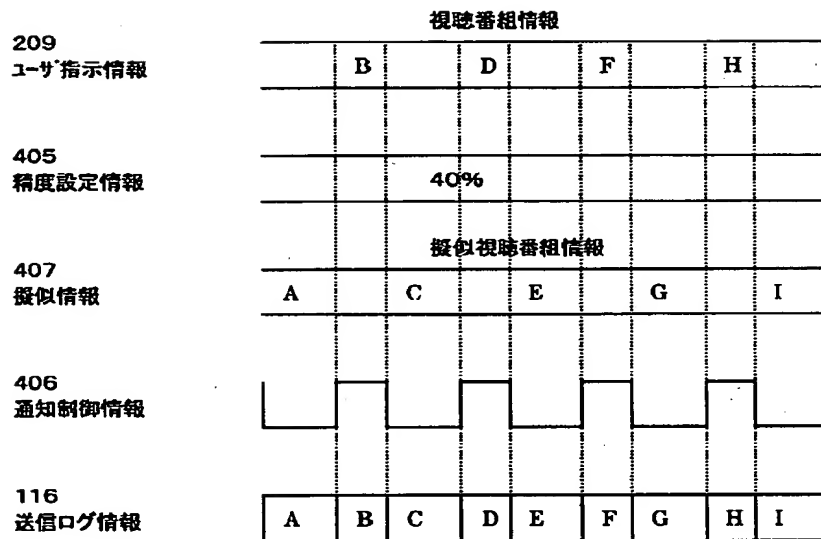 視聴番組情報
209
ユーザ指示情報
B D F H
405
精度設定情報
40%
擬似視聴番組情報
407
擬似情報
A C E G I
406
通知制御情報
116
送信ログ情報
A B C D E F G H I